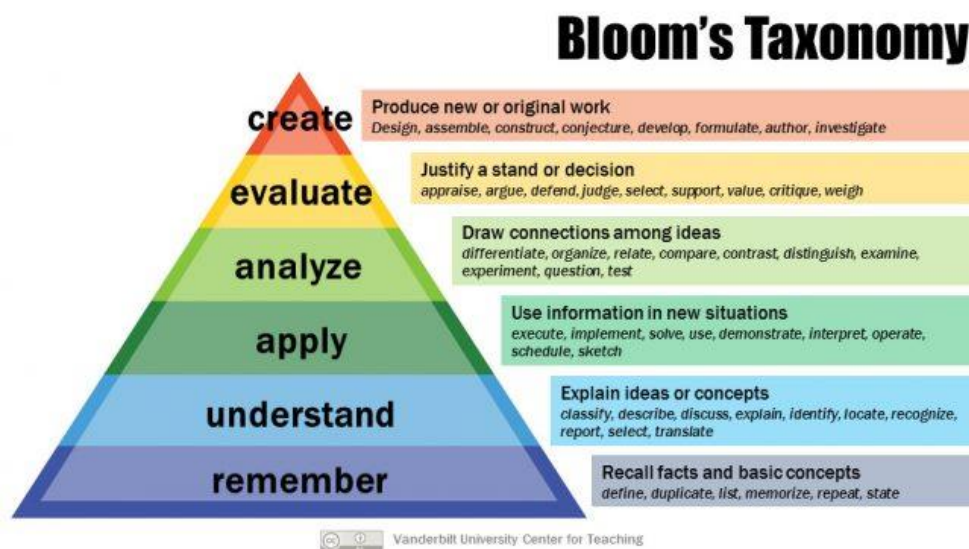 Bloom's Taxonomy
create
Produce new or original work
Design, assemble, construct, conjecture, develop, formulate, author, investigate
evaluate
Justify a stand or decision
appraise, argue, defend, judge, select, support, value, critique, weigh
analyze
Draw connections among ideas
differentiate, organize, relate, compare, contrast, distinguish, examine,
experiment, question, test
apply
Use information in new situations
execute, implement, solve, use, demonstrate, interpret, operate,
schedule, sketch
understand
Explain ideas or concepts
classify, describe, discuss, explain, identify, locate, recognize,
report, select, translate
remember
Recall facts and basic concepts
define, duplicate, list, memorize, repeat, state
cc
Vanderbilt University Center for Teaching